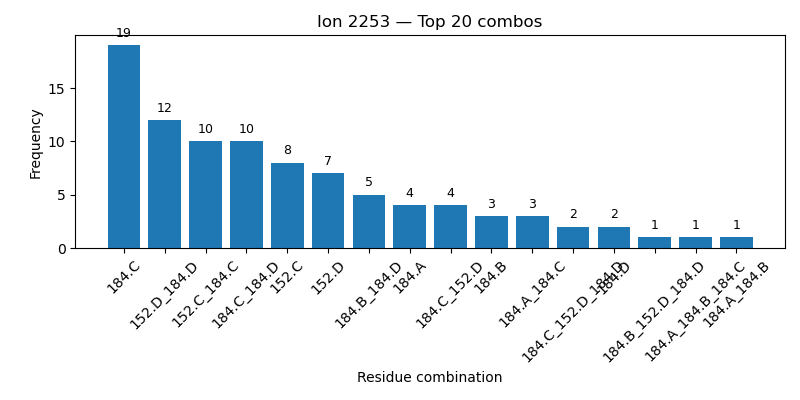 Ion 2253 — Top 20 combos
19
12
10
10
8
7
5
4
4
3
3
2
2
1
1
1
15
10
5
0
Frequency
184.C
152.D_184.D
152.C_184.C
184.C_184.D
152.C
152.D
184.B_184.D
184.A
184.C_152.D
184.B
184.A_184.C
184.C_152.D_184.D
184.D
184.B_152.D_184.D
184.A_184.B_184.C
184.A_184.B
Residue combination